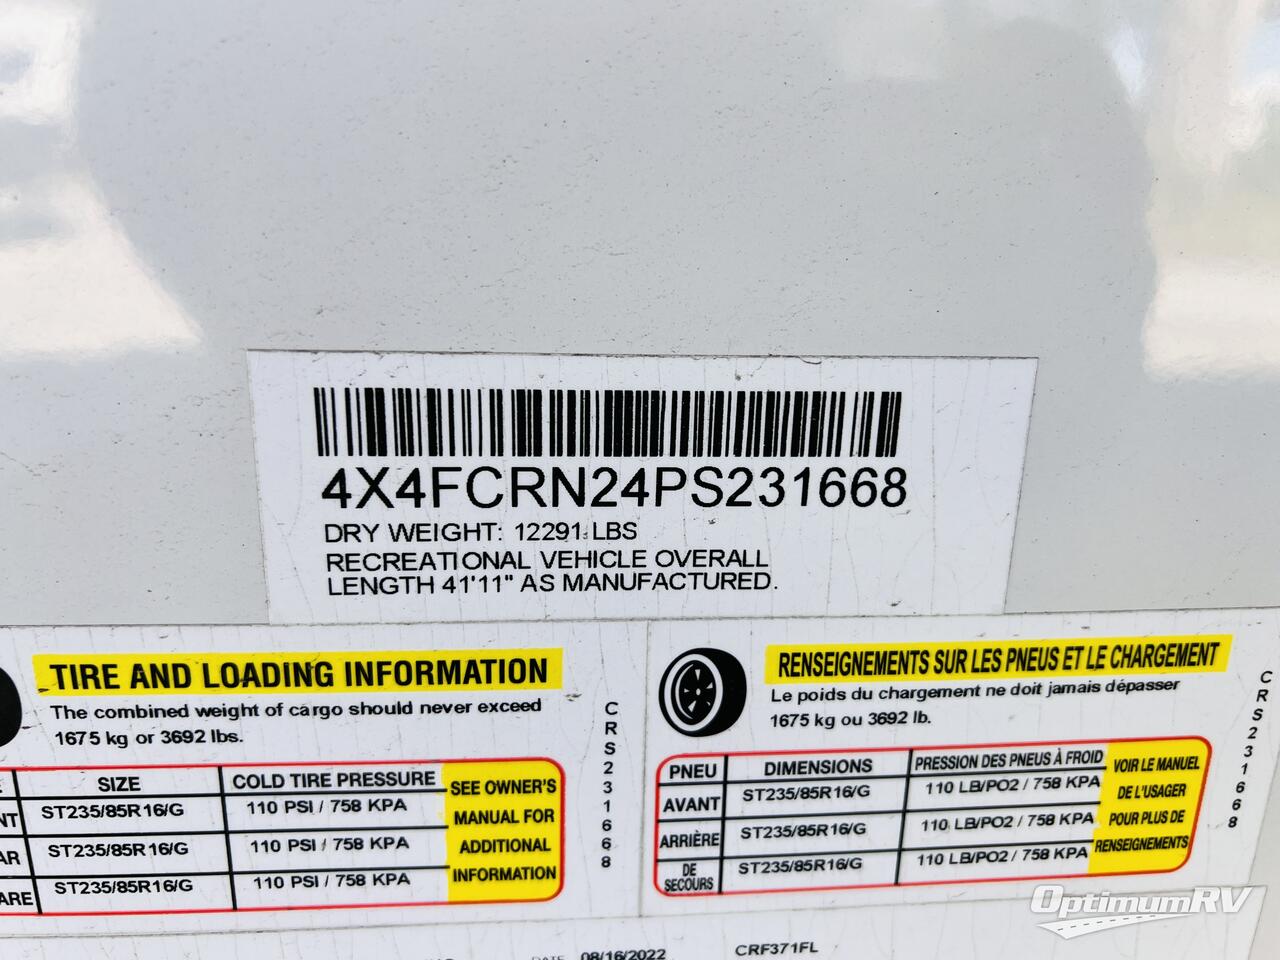 4X4FCRN24PS231668
DRY WEIGHT: 12291 LBS
RECREATIONAL VEHICLE OVERALL
LENGTH 41'11" AS MANUFACTURED.
TIRE AND LOADING INFORMATION
The combined weight of cargo should never exceed
1675 kg or 3692 lbs.
SIZE COLD TIRE PRESSURE
ST235/85R16/G 110 PSI / 758 KPA
ST235/85R16/G 110 PSI / 758 KPA
ST235/85R16/G 110 PSI / 758 KPA
SEE OWNER'S
MANUAL FOR
ADDITIONAL
INFORMATION
CRS231668
RENSEIGNEMENTS SUR LES PNEUS ET LE CHARGEMENT
Le poids du chargement ne doit jamais dépasser
1675 kg ou 3692 lb.
PNEU DIMENSIONS PRESSION DES PNEUS À FROID
AVANT ST235/85R16/G 110 LB/PO2 / 758 KPA
ARRIÈRE ST235/85R16/G 110 LB/PO2 / 758 KPA
DE SECOURS ST235/85R16/G 110 LB/PO2 / 758 KPA
VOIR LE MANUEL
DE L'USAGER
POUR PLUS DE
RENSEIGNEMENTS
CRS231668
DATE 08/16/2022 CRF371FL
OptimumRV